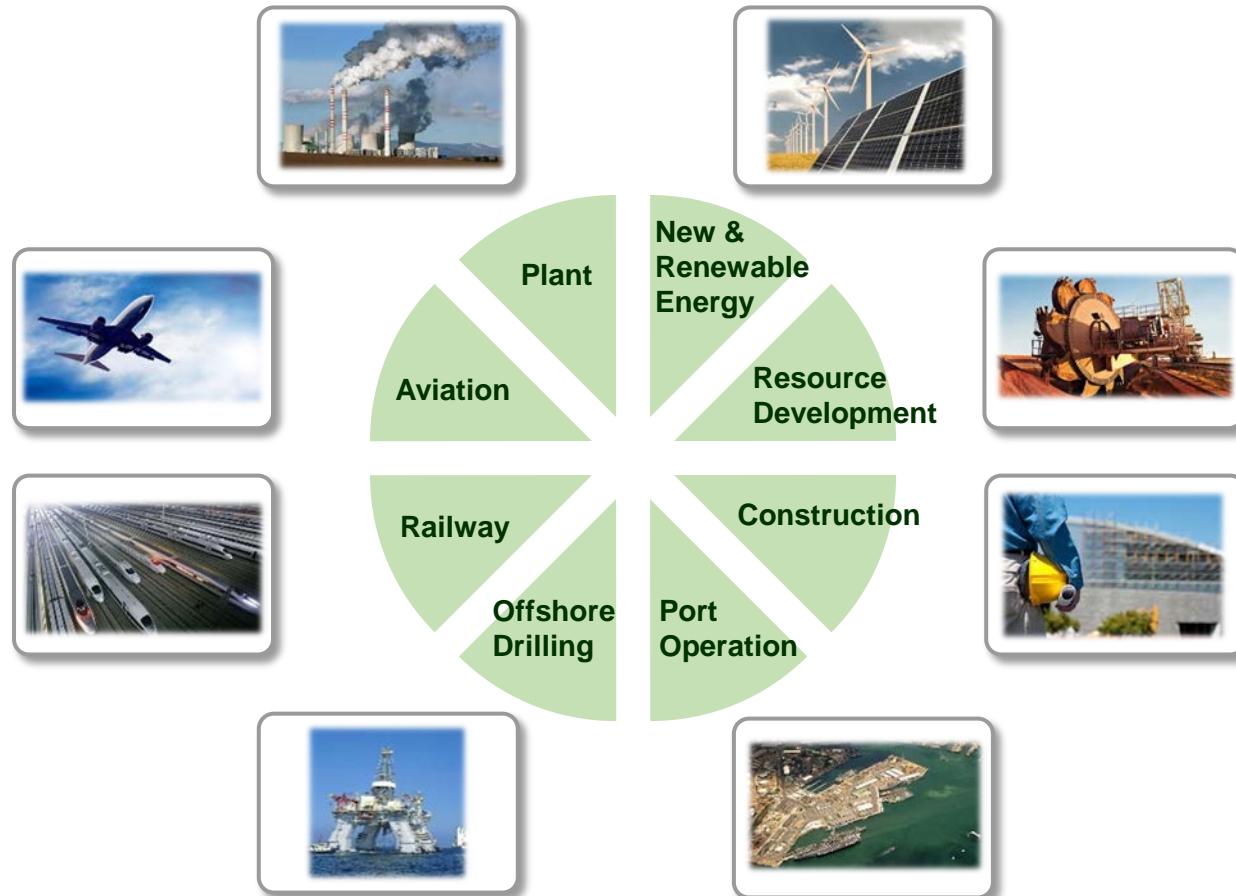 Plant
New &
Renewable
Energy
Aviation
Resource
Development
Railway
Construction
Offshore
Drilling
Port
Operation